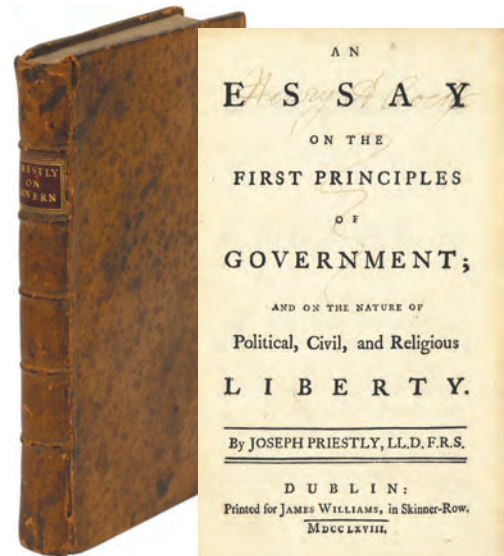 RIESTLY
ON
GOVERN
AN
ESSAY
ON THE
FIRST PRINCIPLES
OF
GOVERNMENT;
AND ON THE NATURE OF
Political, Civil, and Religious
LIBERTY.
By JOSEPH PRIESTLY, LL.D. F.R.S.
DUBLIN:
Printed for JAMES WILLIAMS, in Skinner-Row.
MDCCLXVIII.